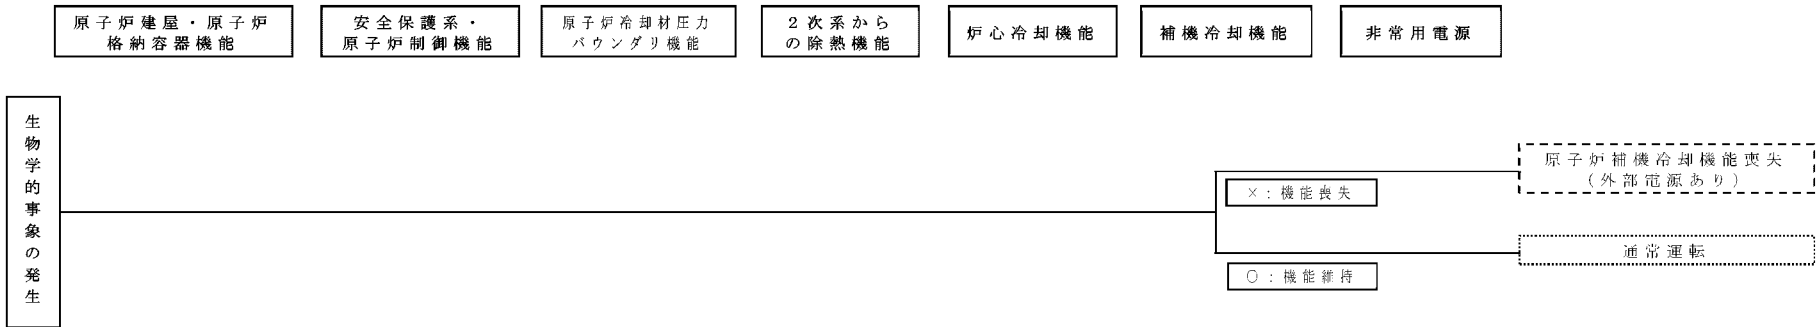 原子炉建屋・原子炉
格納容器機能
安全保護系・
原子炉制御機能
原子炉冷却材圧力
バウンダリ機能
２次系から
の除熱機能
炉心冷却機能
補機冷却機能
非常用電源
生物学的事象の発生
×：機能喪失
○：機能維持
原子炉補機冷却機能喪失
（外部電源あり）
通常運転